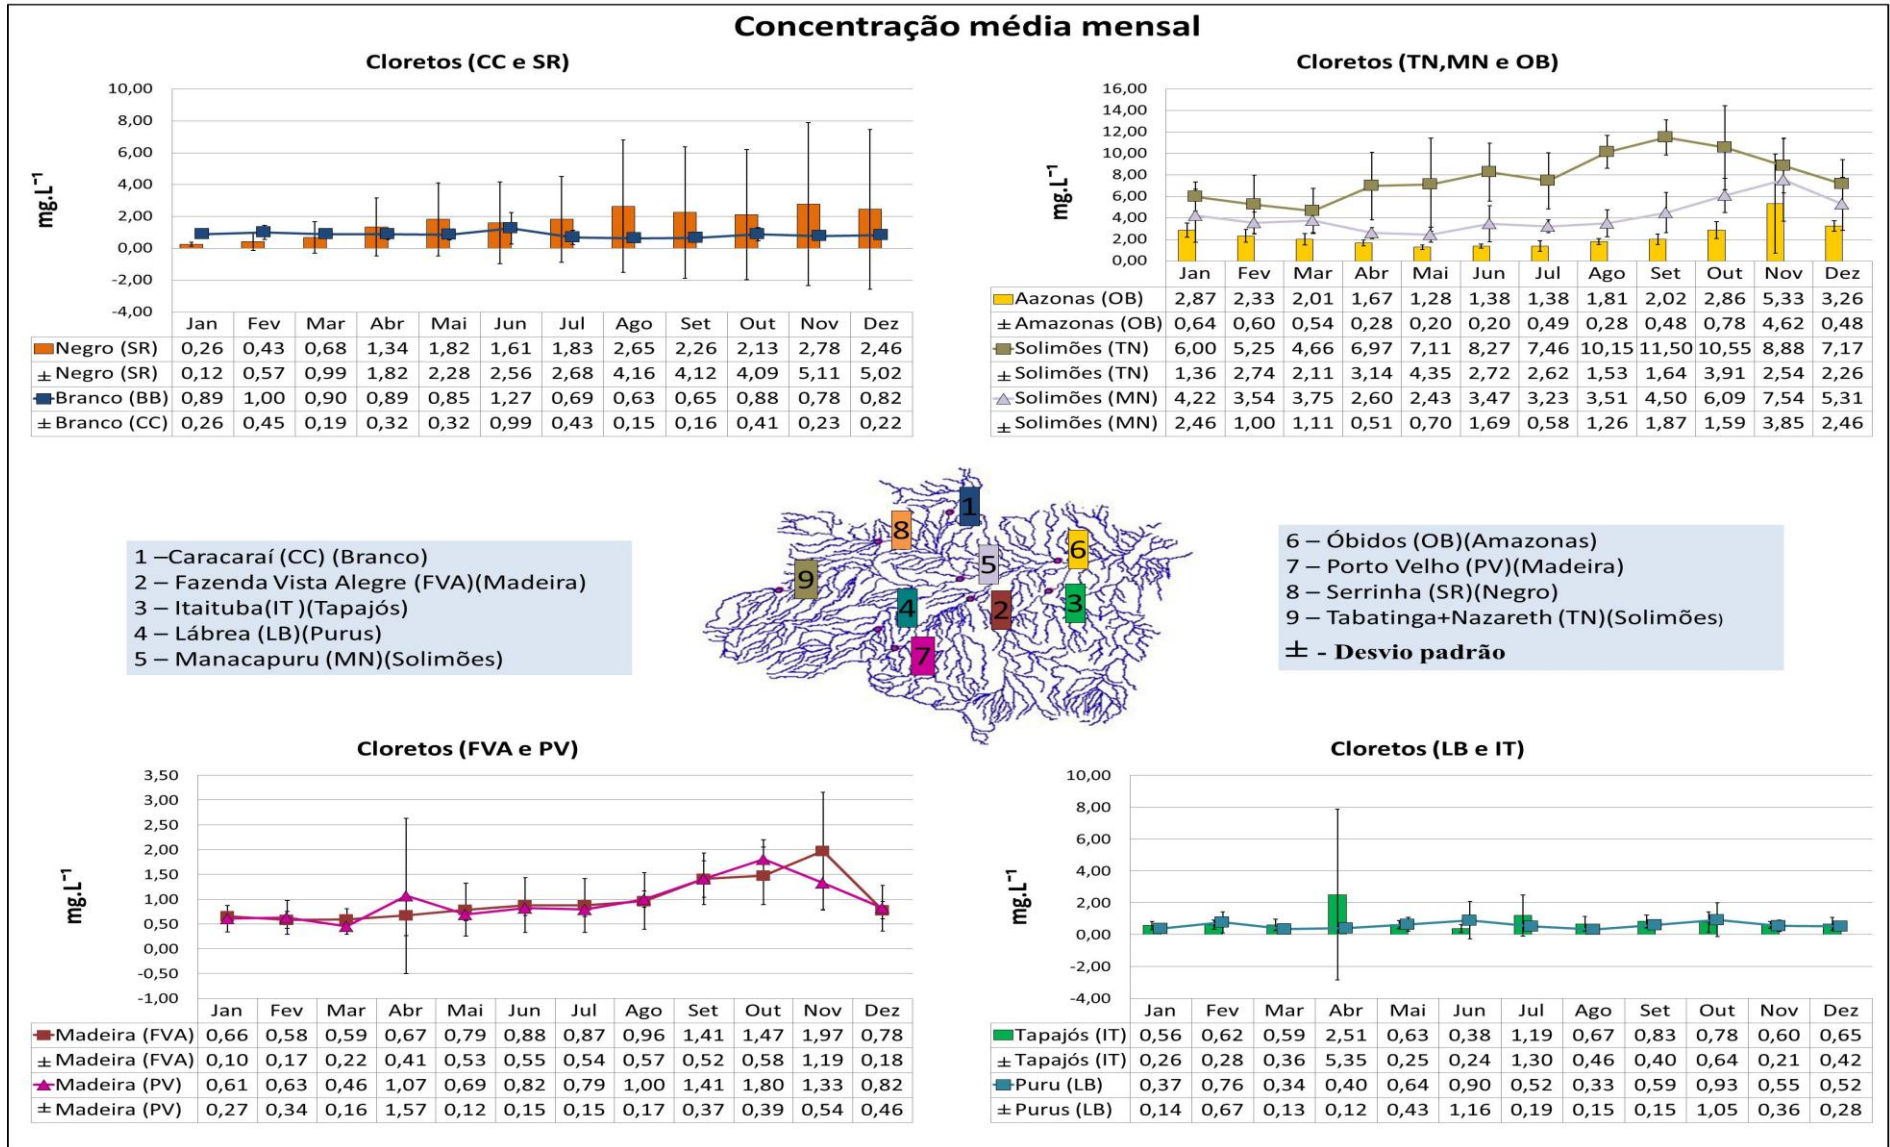 Concentração média mensal
Cloretos (CC e SR)
mg.L⁻¹
10,00
8,00
6,00
4,00
2,00
0,00
-2,00
-4,00
Jan Fev Mar Abr Mai Jun Jul Ago Set Out Nov Dez
Negro (SR) 0,26 0,43 0,68 1,34 1,82 1,61 1,83 2,65 2,26 2,13 2,78 2,46
± Negro (SR) 0,12 0,57 0,99 1,82 2,28 2,56 2,68 4,16 4,12 4,09 5,11 5,02
Branco (BB) 0,89 1,00 0,90 0,89 0,85 1,27 0,69 0,63 0,65 0,88 0,78 0,82
± Branco (CC) 0,26 0,45 0,19 0,32 0,32 0,99 0,43 0,15 0,16 0,41 0,23 0,22
Cloretos (TN,MN e OB)
mg.L⁻¹
16,00
14,00
12,00
10,00
8,00
6,00
4,00
2,00
0,00
Jan Fev Mar Abr Mai Jun Jul Ago Set Out Nov Dez
Aazonas (OB) 2,87 2,33 2,01 1,67 1,28 1,38 1,38 1,81 2,02 2,86 5,33 3,26
± Amazonas (OB) 0,64 0,60 0,54 0,28 0,20 0,20 0,49 0,28 0,48 0,78 4,62 0,48
Solimões (TN) 6,00 5,25 4,66 6,97 7,11 8,27 7,46 10,15 11,50 10,55 8,88 7,17
± Solimões (TN) 1,36 2,74 2,11 3,14 4,35 2,72 2,62 1,53 1,64 3,91 2,54 2,26
Solimões (MN) 4,22 3,54 3,75 2,60 2,43 3,47 3,23 3,51 4,50 6,09 7,54 5,31
± Solimões (MN) 2,46 1,00 1,11 0,51 0,70 1,69 0,58 1,26 1,87 1,59 3,85 2,46
1 –Caracaraí (CC) (Branco)
2 – Fazenda Vista Alegre (FVA)(Madeira)
3 – Itaituba(IT )(Tapajós)
4 – Lábrea (LB)(Purus)
5 – Manacapuru (MN)(Solimões)
1
8
6
5
9
4
2
3
7
6 – Óbidos (OB)(Amazonas)
7 – Porto Velho (PV)(Madeira)
8 – Serrinha (SR)(Negro)
9 – Tabatinga+Nazareth (TN)(Solimões)
± - Desvio padrão
Cloretos (FVA e PV)
mg.L⁻¹
3,50
3,00
2,50
2,00
1,50
1,00
0,50
0,00
-0,50
-1,00
Jan Fev Mar Abr Mai Jun Jul Ago Set Out Nov Dez
Madeira (FVA) 0,66 0,58 0,59 0,67 0,79 0,88 0,87 0,96 1,41 1,47 1,97 0,78
± Madeira (FVA) 0,10 0,17 0,22 0,41 0,53 0,55 0,54 0,57 0,52 0,58 1,19 0,18
Madeira (PV) 0,61 0,63 0,46 1,07 0,69 0,82 0,79 1,00 1,41 1,80 1,33 0,82
± Madeira (PV) 0,27 0,34 0,16 1,57 0,12 0,15 0,15 0,17 0,37 0,39 0,54 0,46
Cloretos (LB e IT)
mg.L⁻¹
10,00
8,00
6,00
4,00
2,00
0,00
-2,00
-4,00
Jan Fev Mar Abr Mai Jun Jul Ago Set Out Nov Dez
Tapajós (IT) 0,56 0,62 0,59 2,51 0,63 0,38 1,19 0,67 0,83 0,78 0,60 0,65
± Tapajós (IT) 0,26 0,28 0,36 5,35 0,25 0,24 1,30 0,46 0,40 0,64 0,21 0,42
Puru (LB) 0,37 0,76 0,34 0,40 0,64 0,90 0,52 0,33 0,59 0,93 0,55 0,52
± Purus (LB) 0,14 0,67 0,13 0,12 0,43 1,16 0,19 0,15 0,15 1,05 0,36 0,28